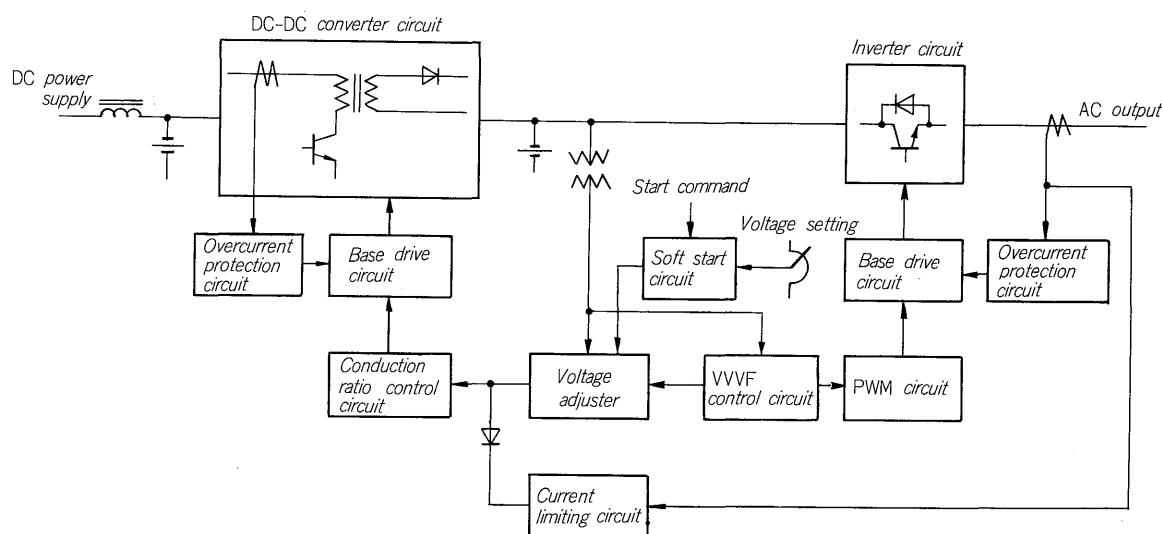 DC-DC converter circuit
Inverter circuit
DC power
supply
AC output
Start command
Voltage setting
Overcurrent
protection
circuit
Base drive
circuit
Soft start
circuit
Base drive
circuit
Overcurrent
protection
circuit
Conduction
ratio control
circuit
Voltage
adjuster
VVVF
control circuit
PWM circuit
Current
limiting circuit